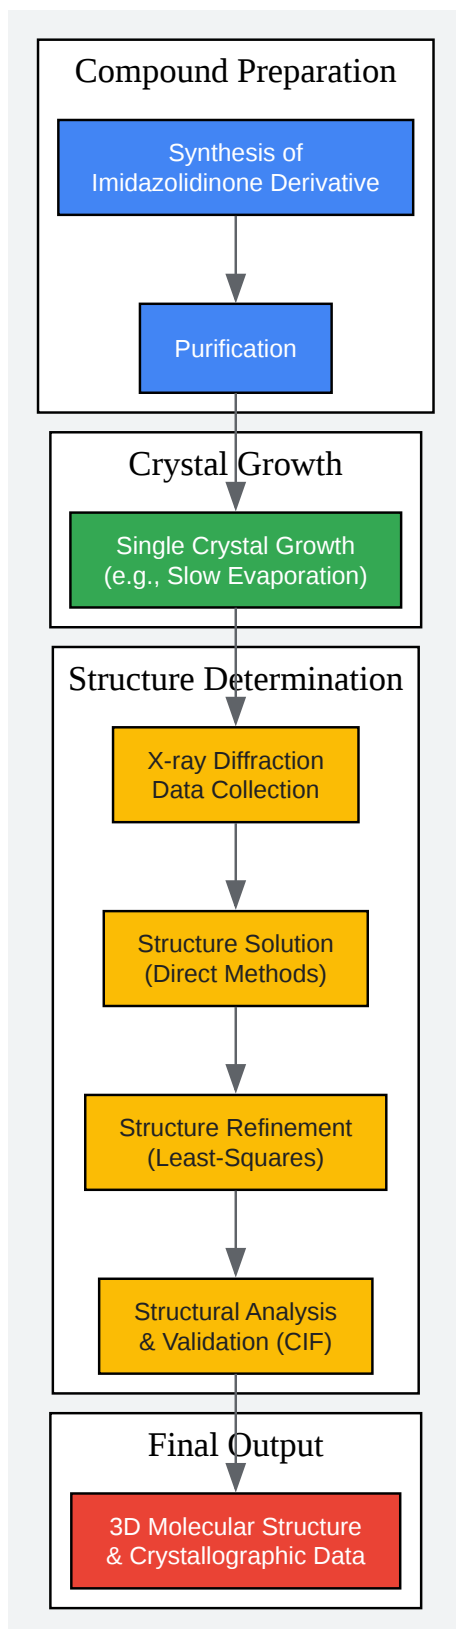 Compound Preparation
Synthesis of
Imidazolidinone Derivative
Purification
Crystal Growth
Single Crystal Growth
(e.g., Slow Evaporation)
Structure Determination
X-ray Diffraction
Data Collection
Structure Solution
(Direct Methods)
Structure Refinement
(Least-Squares)
Structural Analysis
& Validation (CIF)
Final Output
3D Molecular Structure
& Crystallographic Data